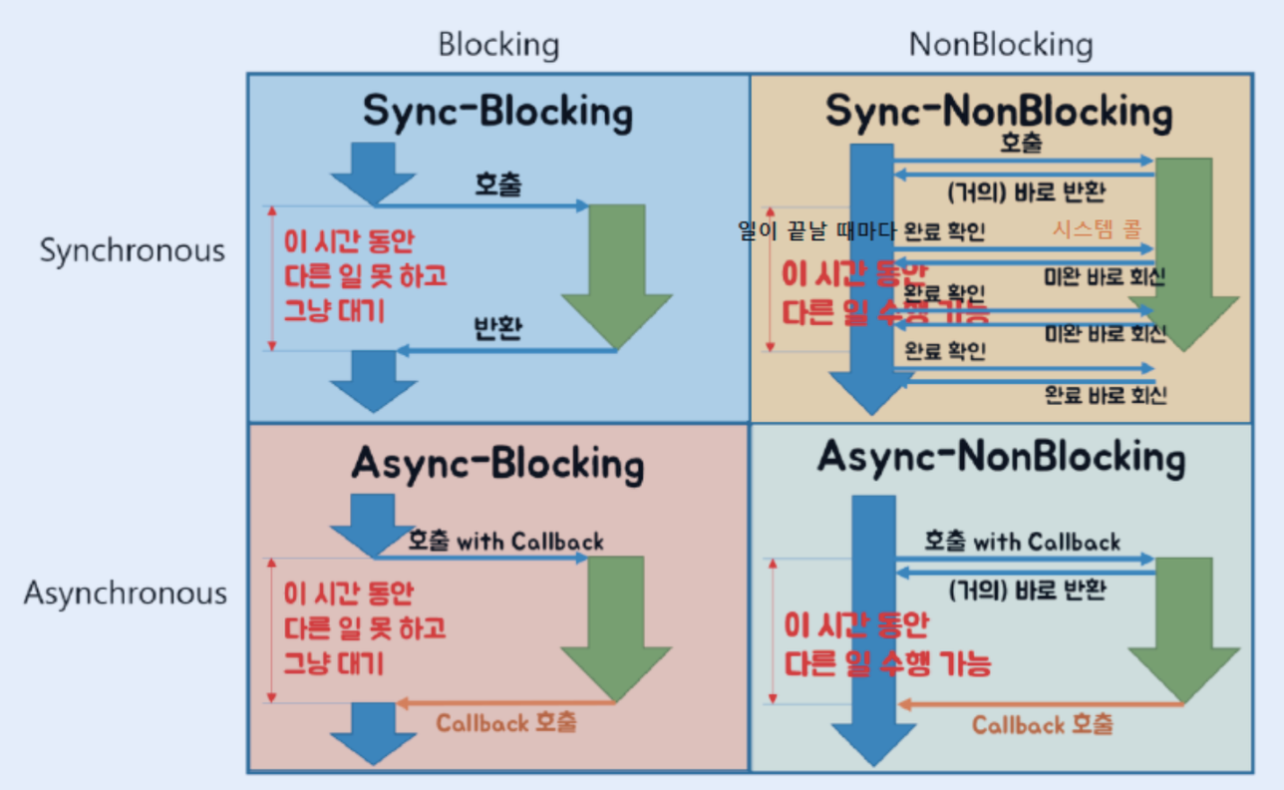 Blocking
NonBlocking
Synchronous
Sync-Blocking
호출
이 시간 동안
다른 일 못 하고
그냥 대기
반환
Sync-NonBlocking
호출
(거의) 바로 반환
일이 끝날 때마다 완료 확인
시스템 콜
이 시간 동안
다른 일 수행 가능
미완 바로 회신
완료 확인
미완 바로 회신
완료 확인
완료 바로 회신
Asynchronous
Async-Blocking
호출 with Callback
이 시간 동안
다른 일 못 하고
그냥 대기
Callback 호출
Async-NonBlocking
호출 with Callback
(거의) 바로 반환
이 시간 동안
다른 일 수행 가능
Callback 호출